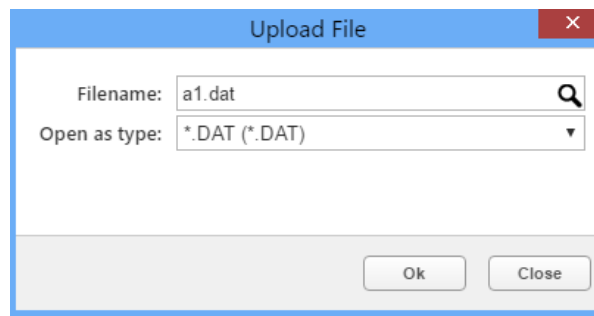 Upload File
Filename: a1.dat
Open as type: *.DAT (*.DAT)
Ok Close